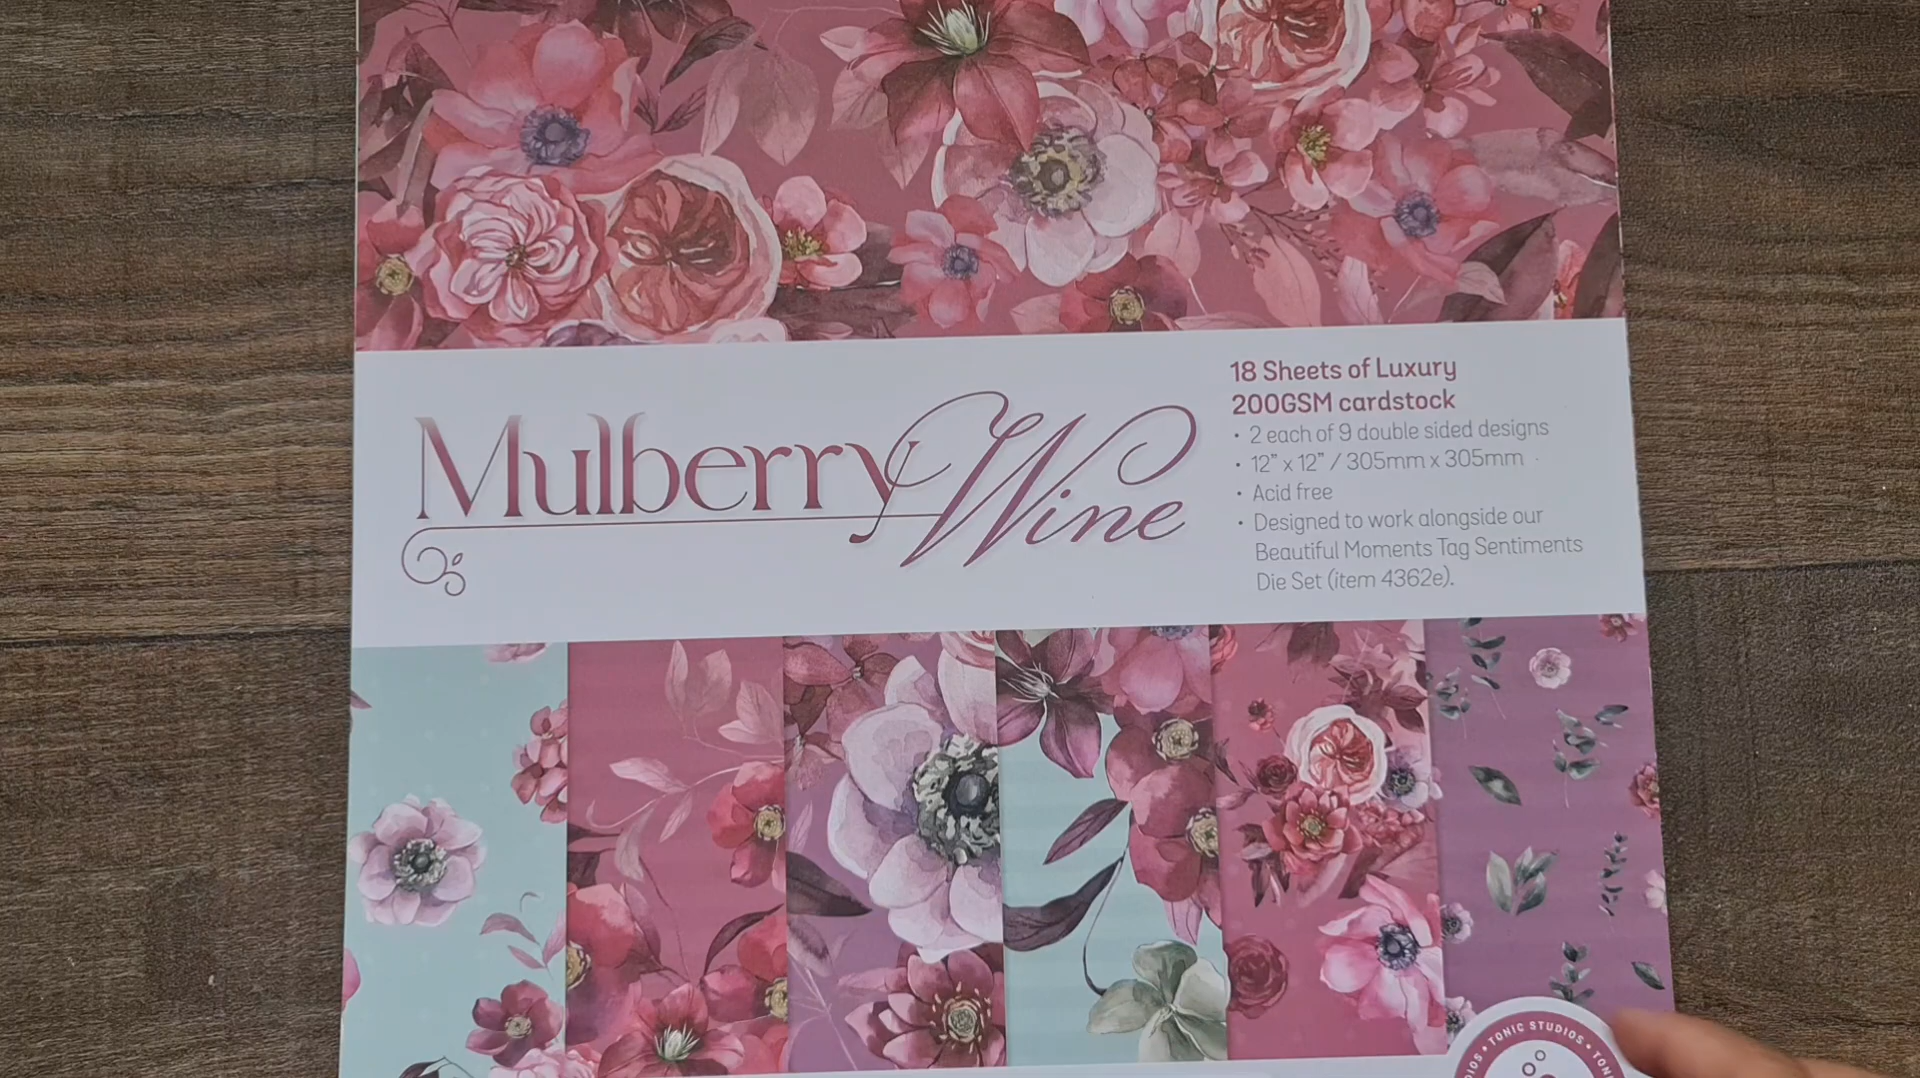 18 Sheets of Luxury
200GSM cardstock
• 2 each of 9 double sided designs
• 12” x 12” / 305mm x 305mm
• Acid free
• Designed to work alongside our
Beautiful Moments Tag Sentiments
Die Set (item 4362e).
Mulberry Wine
• TONIC STUDIOS •